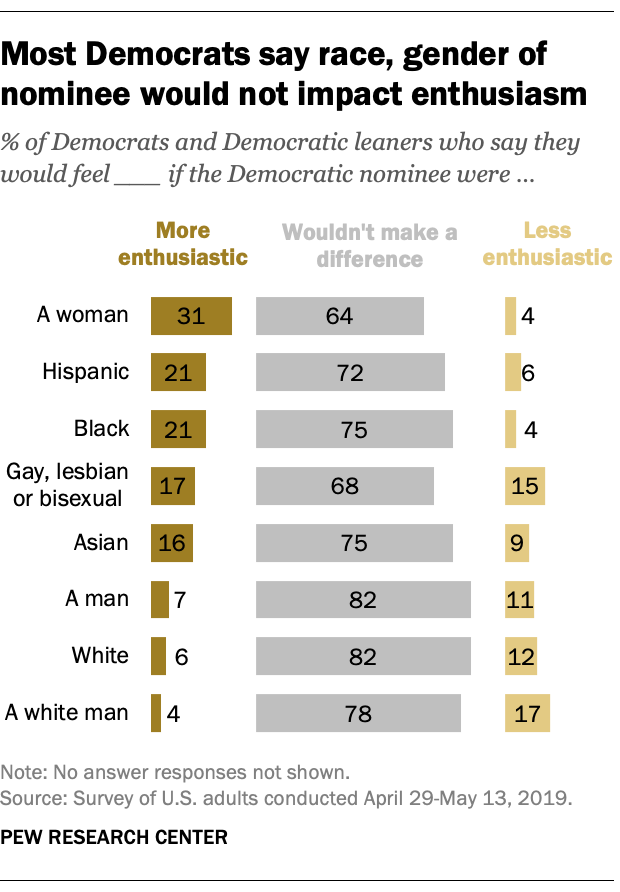 Most Democrats say race, gender of
nominee would not impact enthusiasm
% of Democrats and Democratic leaners who say they
would feel ___ if the Democratic nominee were ...
More
enthusiastic
Wouldn't make a
difference
Less
enthusiastic
A woman 31 64 4
Hispanic 21 72 6
Black 21 75 4
Gay, lesbian
or bisexual 17 68 15
Asian 16 75 9
A man 7 82 11
White 6 82 12
A white man 4 78 17
Note: No answer responses not shown.
Source: Survey of U.S. adults conducted April 29-May 13, 2019.
PEW RESEARCH CENTER